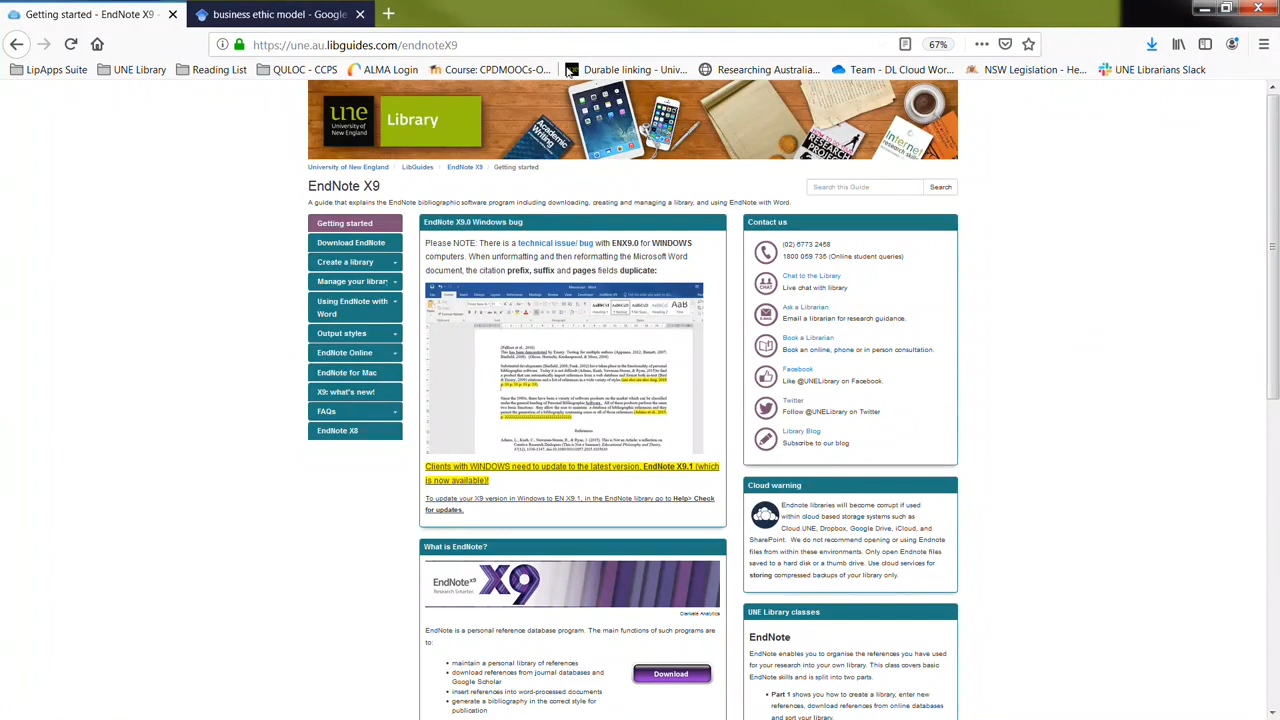 Getting started - EndNote X9 -
business ethic model - Google
https://une.au.libguides.com/endnoteX9
67%
LipApps Suite
UNE Library
Reading List
QULOC - CCPS
ALMA Login
Course: CPDMOOCs-O...
Durable linking - Univ...
Researching Australia...
Team - DL Cloud Wor...
NSW Legislation - He...
UNE Librarians Slack
une
University of
New England
Library
Academic
Writing
RESEARCH
PROJECT
internet
research skills
University of New England
LibGuides
EndNote X9
Getting started
EndNote X9
Search this Guide
Search
A guide that explains the EndNote bibliographic software program including downloading, creating and managing a library, and using EndNote with Word.
Getting started
Download EndNote
Create a library
Manage your library
Using EndNote with
Word
Output styles
EndNote Online
EndNote for Mac
X9: what's new!
FAQs
EndNote X8
EndNote X9.0 Windows bug
Please NOTE: There is a technical issue/ bug with ENX9.0 for WINDOWS
computers. When unformatting and then reformatting the Microsoft Word
document, the citation prefix, suffix and pages fields duplicate:
References
Clients with WINDOWS need to update to the latest version, EndNote X9.1 (which
is now available)!
To update your X9 version in Windows to EN X9.1, in the EndNote library go to Help> Check
for updates.
What is EndNote?
EndNote X9
Research Smarter.
X9
Clarivate Analytics
EndNote is a personal reference database program. The main functions of such programs are
to:
maintain a personal library of references
download references from journal databases and
Google Scholar
insert references into word-processed documents
generate a bibliography in the correct style for
publication
Download
Contact us
(02) 6773 2458
1800 059 735 (Online student queries)
CHAT
Chat to the Library
Live chat with library
Ask a Librarian
Email a librarian for research guidance.
Book a Librarian
Book an online, phone or in person consultation.
Facebook
Like @UNELibrary on Facebook.
Twitter
Follow @UNELibrary on Twitter
Library Blog
Subscribe to our blog
Cloud warning
Endnote libraries will become corrupt if used
within cloud based storage systems such as
Cloud.UNE, Dropbox, Google Drive, iCloud, and
SharePoint. We do not recommend opening or using Endnote
files from within these environments. Only open Endnote files
saved to a hard disk or a thumb drive. Use cloud services for
storing compressed backups of your library only.
UNE Library classes
EndNote
EndNote enables you to organise the references you have used
for your research into your own library. This class covers basic
EndNote skills and is split into two parts.
Part 1 shows you how to create a library, enter new
references, download references from online databases
and sort your library.